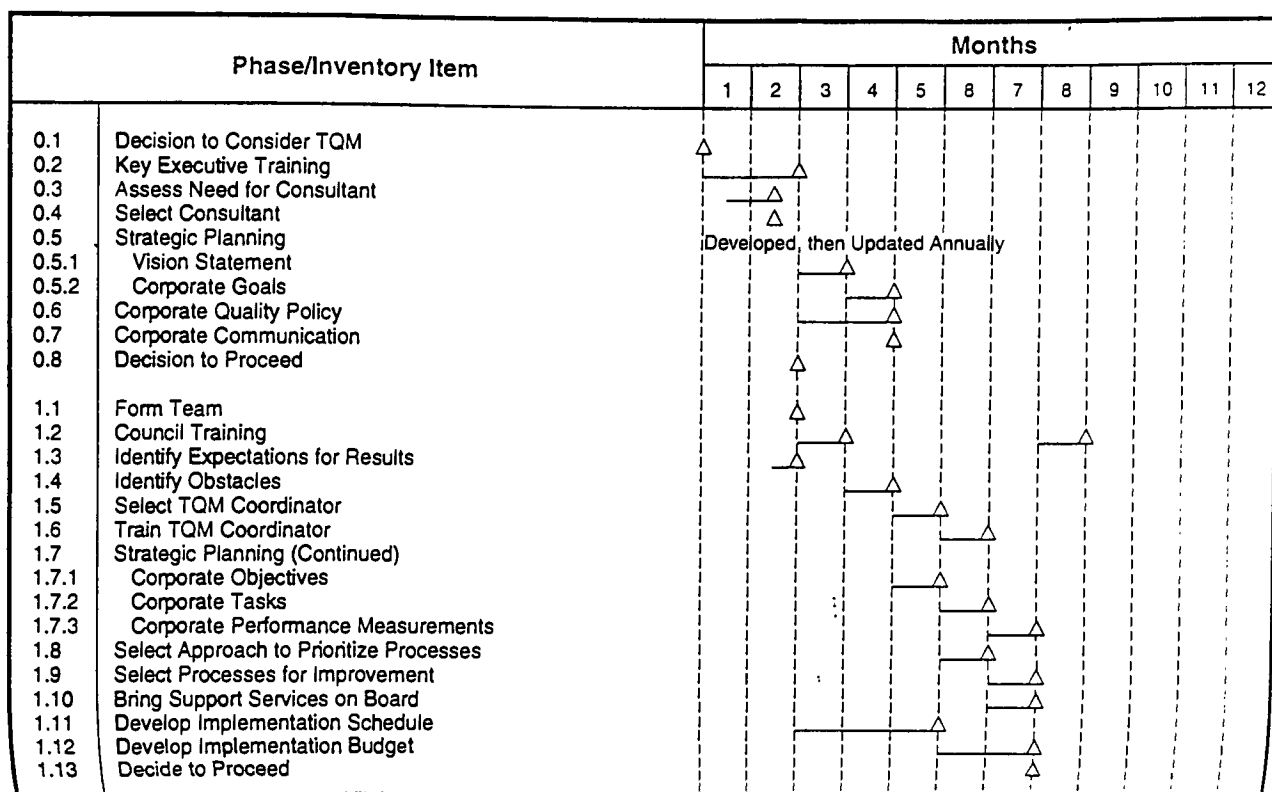 Phase/Inventory Item
Months
1 2 3 4 5 6 7 8 9 10 11 12
0.1 Decision to Consider TQM
0.2 Key Executive Training
0.3 Assess Need for Consultant
0.4 Select Consultant
0.5 Strategic Planning Developed, then Updated Annually
0.5.1 Vision Statement
0.5.2 Corporate Goals
0.6 Corporate Quality Policy
0.7 Corporate Communication
0.8 Decision to Proceed
1.1 Form Team
1.2 Council Training
1.3 Identify Expectations for Results
1.4 Identify Obstacles
1.5 Select TQM Coordinator
1.6 Train TQM Coordinator
1.7 Strategic Planning (Continued)
1.7.1 Corporate Objectives
1.7.2 Corporate Tasks
1.7.3 Corporate Performance Measurements
1.8 Select Approach to Prioritize Processes
1.9 Select Processes for Improvement
1.10 Bring Support Services on Board
1.11 Develop Implementation Schedule
1.12 Develop Implementation Budget
1.13 Decide to Proceed